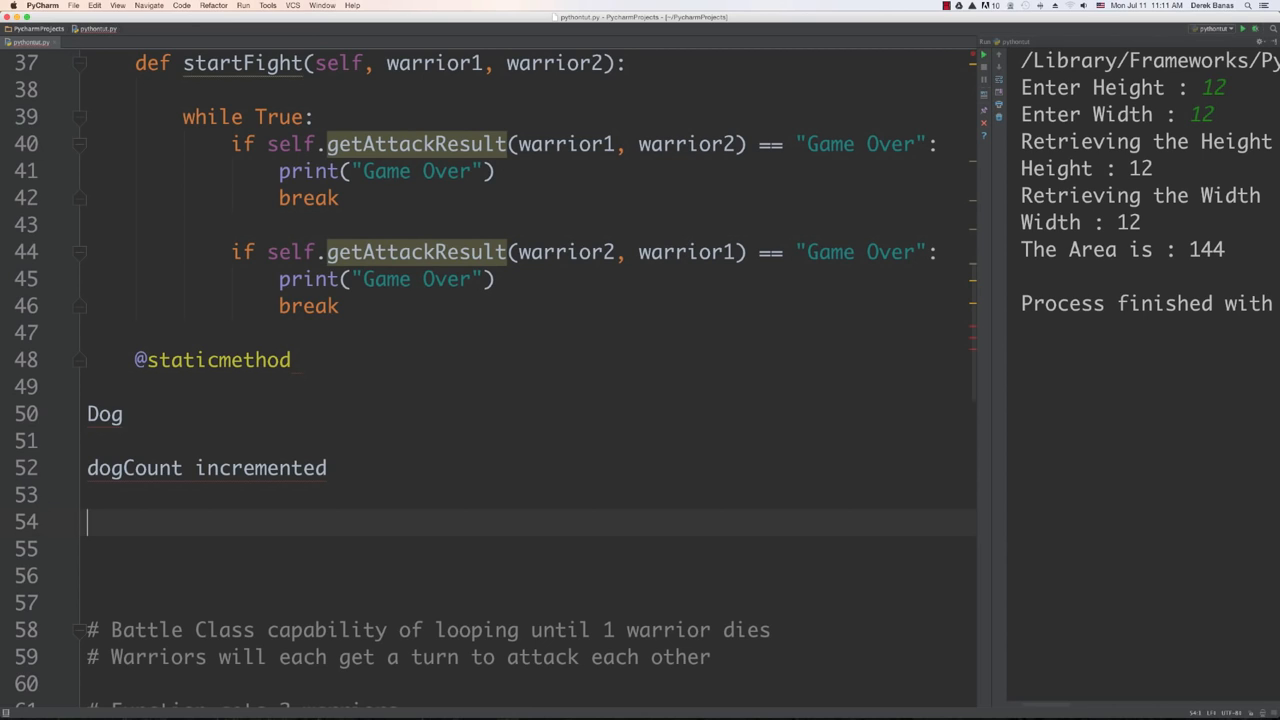 PyCharm File Edit View Navigate Code Refactor Run Tools VCS Window Help
10 Mon Jul 11 11:11 AM Derek Banas
pythontut.py - PycharmProjects - [~/PycharmProjects]
PycharmProjects pythontut.py
pythontut
pythontut.py
Run pythontut
37 def startFight(self, warrior1, warrior2):
38
39 while True:
40 if self.getAttackResult(warrior1, warrior2) == "Game Over":
41 print("Game Over")
42 break
43
44 if self.getAttackResult(warrior2, warrior1) == "Game Over":
45 print("Game Over")
46 break
47
48 @staticmethod
49
50 Dog
51
52 dogCount incremented
53
54
55
56
57
58 # Battle Class capability of looping until 1 warrior dies
59 # Warriors will each get a turn to attack each other
60
61 # Function gets 2 warriors
/Library/Frameworks/Py
Enter Height : 12
Enter Width : 12
Retrieving the Height
Height : 12
Retrieving the Width
Width : 12
The Area is : 144
Process finished with
54:1 LF÷ UTF-8÷